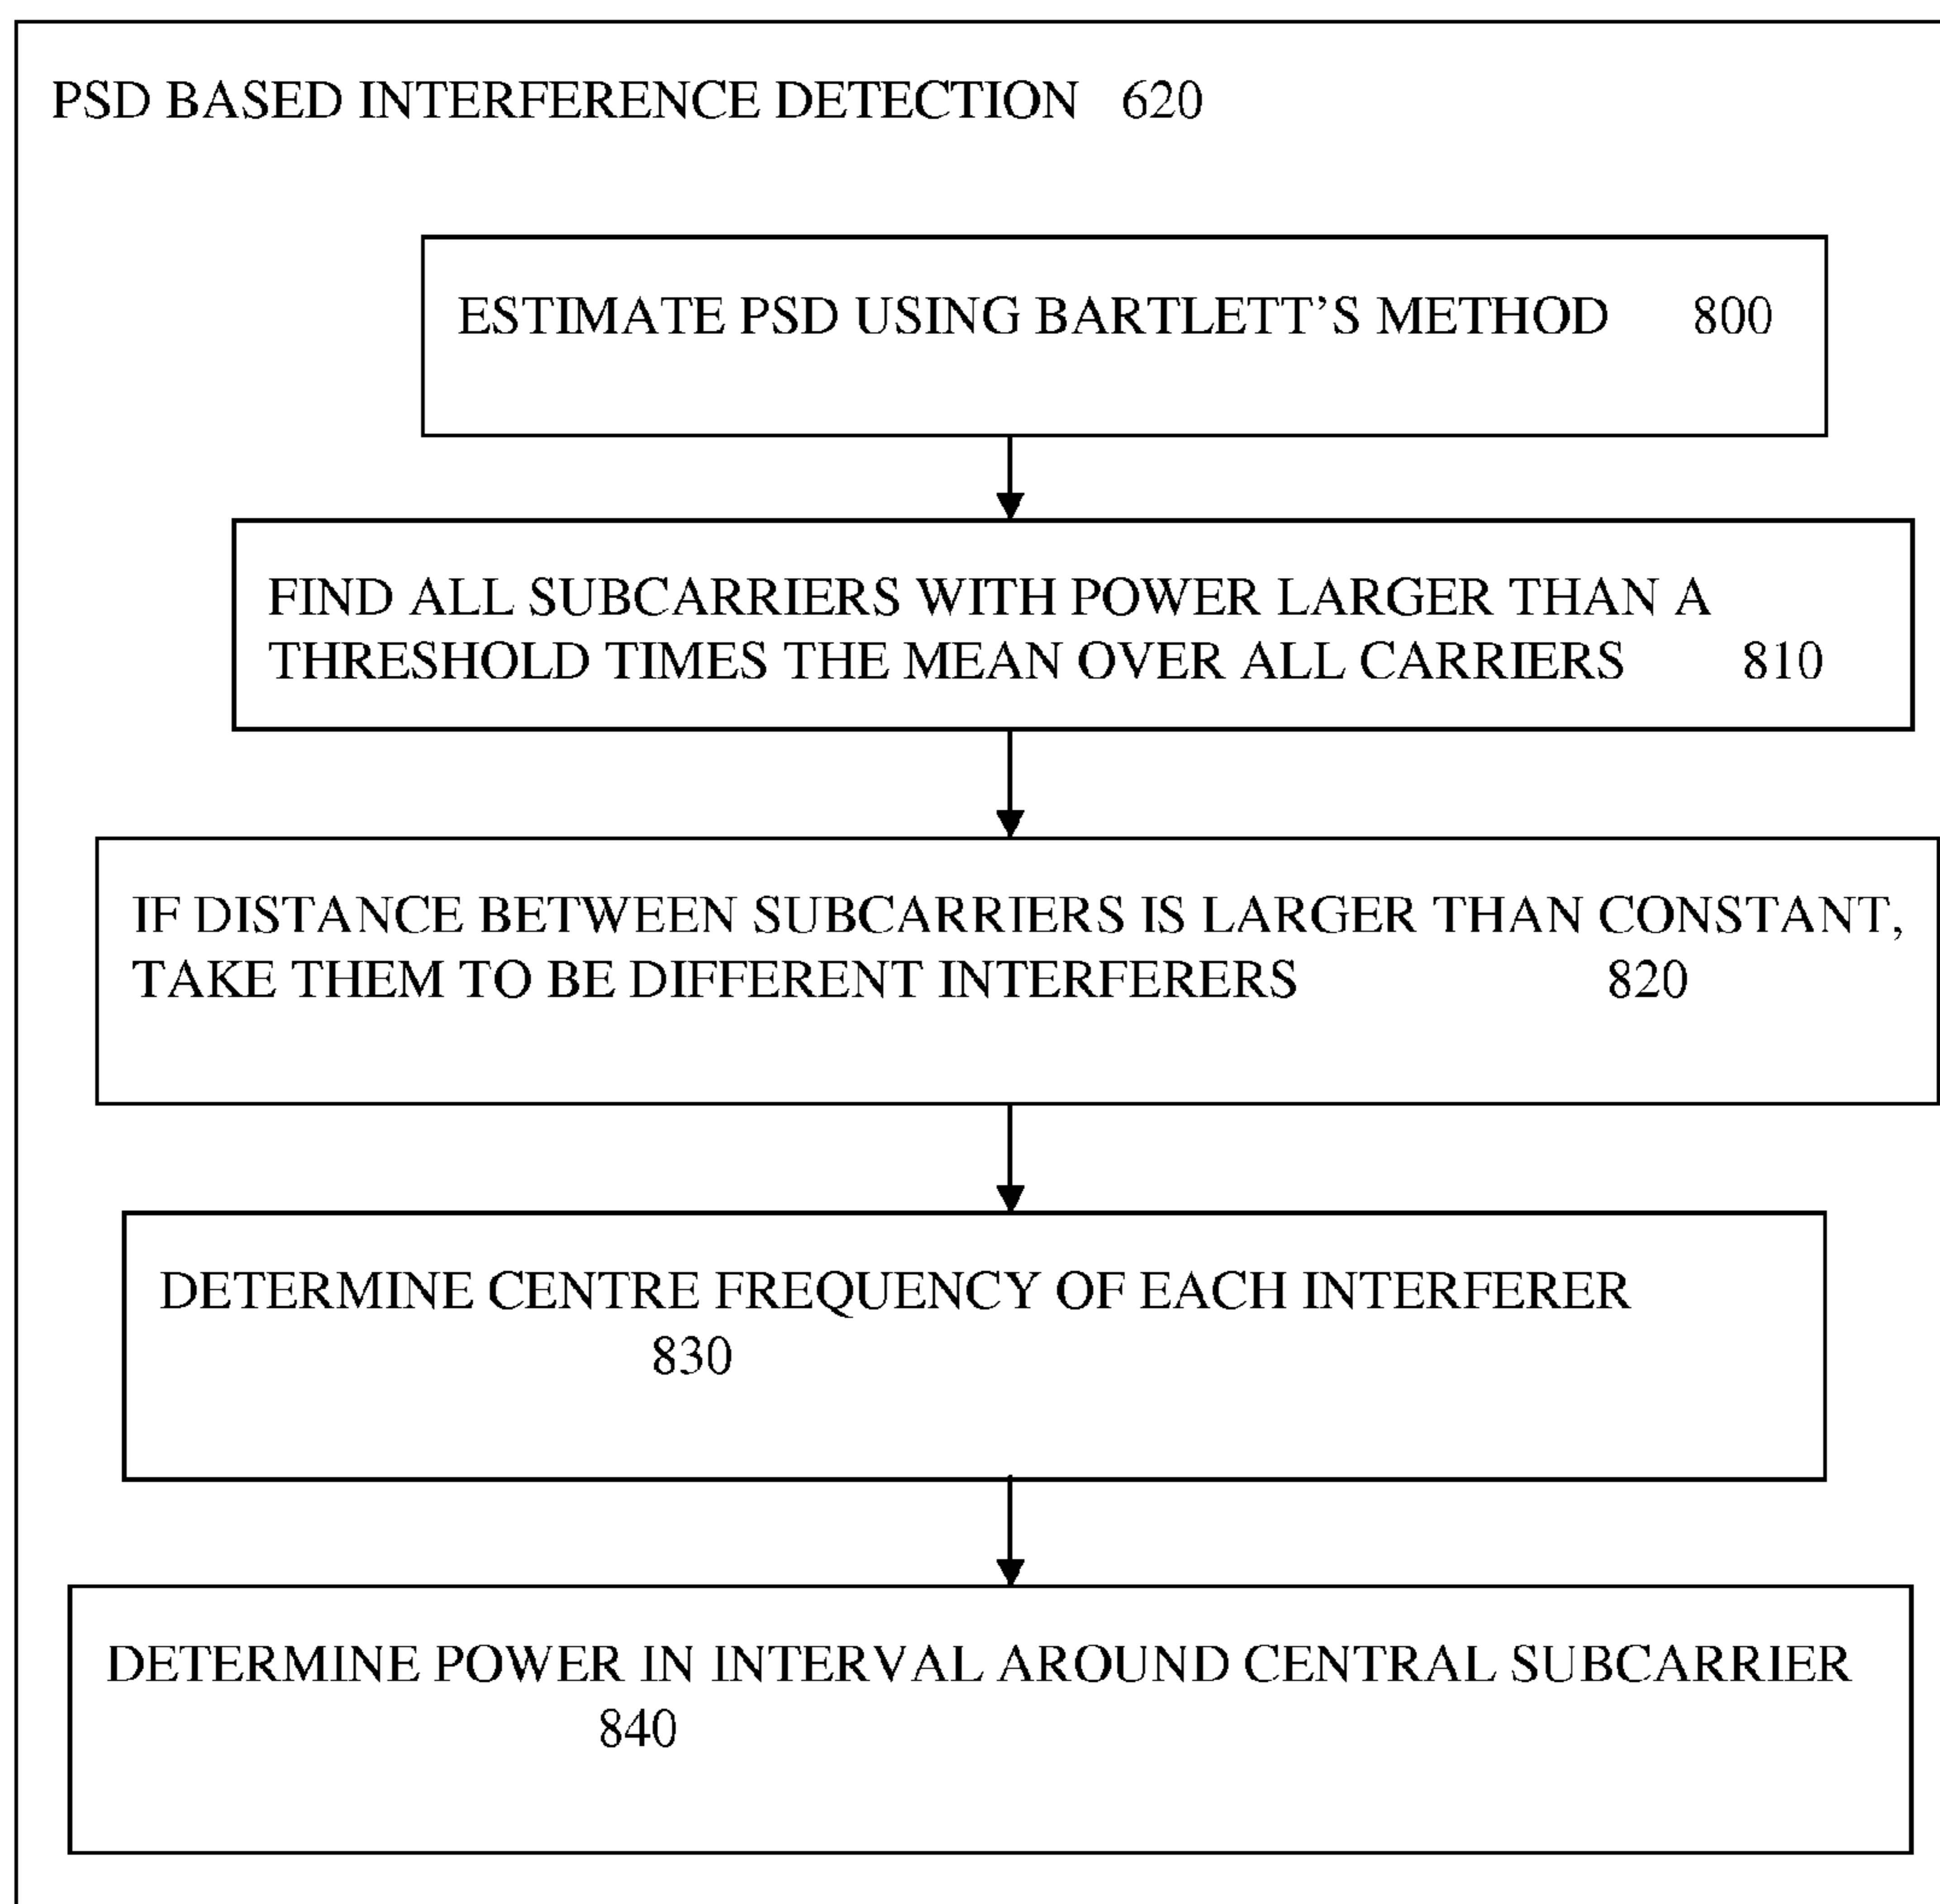 PSD BASED INTERFERENCE DETECTION 620
ESTIMATE PSD USING BARTLETT’S METHOD 800
FIND ALL SUBCARRIERS WITH POWER LARGER THAN A
THRESHOLD TIMES THE MEAN OVER ALL CARRIERS 810
IF DISTANCE BETWEEN SUBCARRIERS IS LARGER THAN CONSTANT,
TAKE THEM TO BE DIFFERENT INTERFERERS 820
DETERMINE CENTRE FREQUENCY OF EACH INTERFERER
830
DETERMINE POWER IN INTERVAL AROUND CENTRAL SUBCARRIER
840